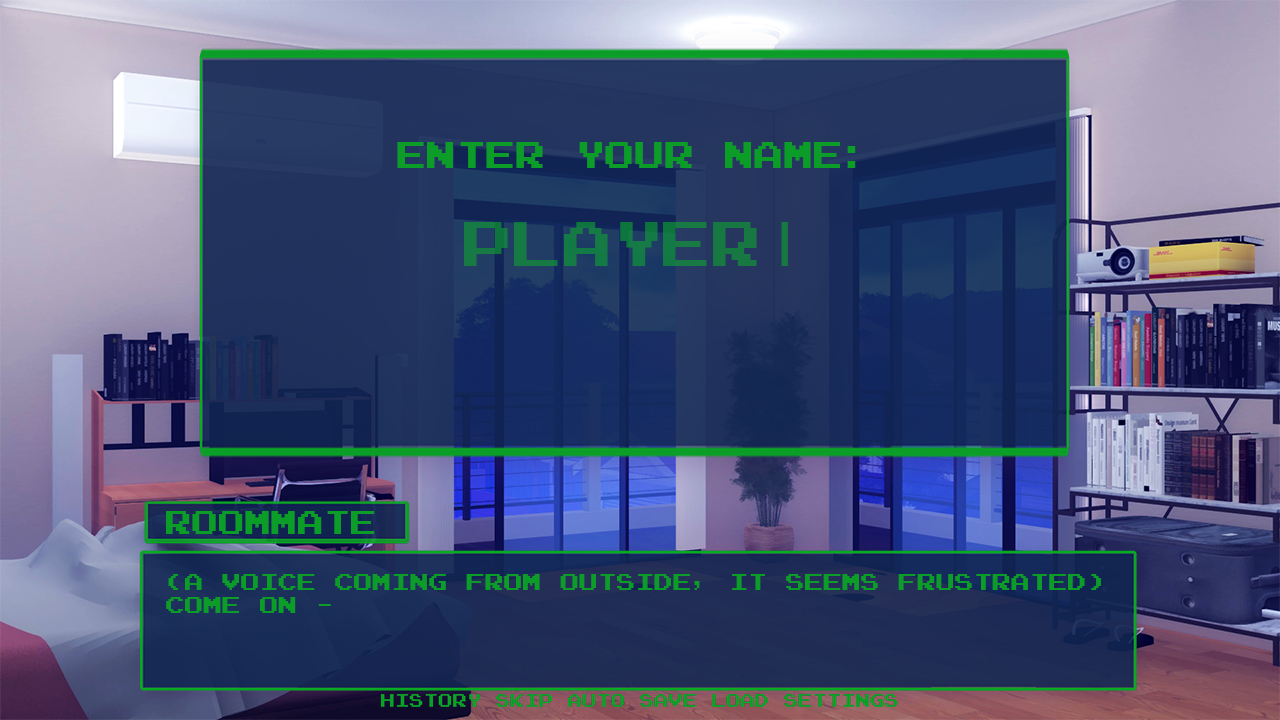 ENTER YOUR NAME:
PLAYER
ROOMMATE
(A VOICE COMING FROM OUTSIDE, IT SEEMS FRUSTRATED)
COME ON -
HISTORY SKIP AUTO SAVE LOAD SETTINGS